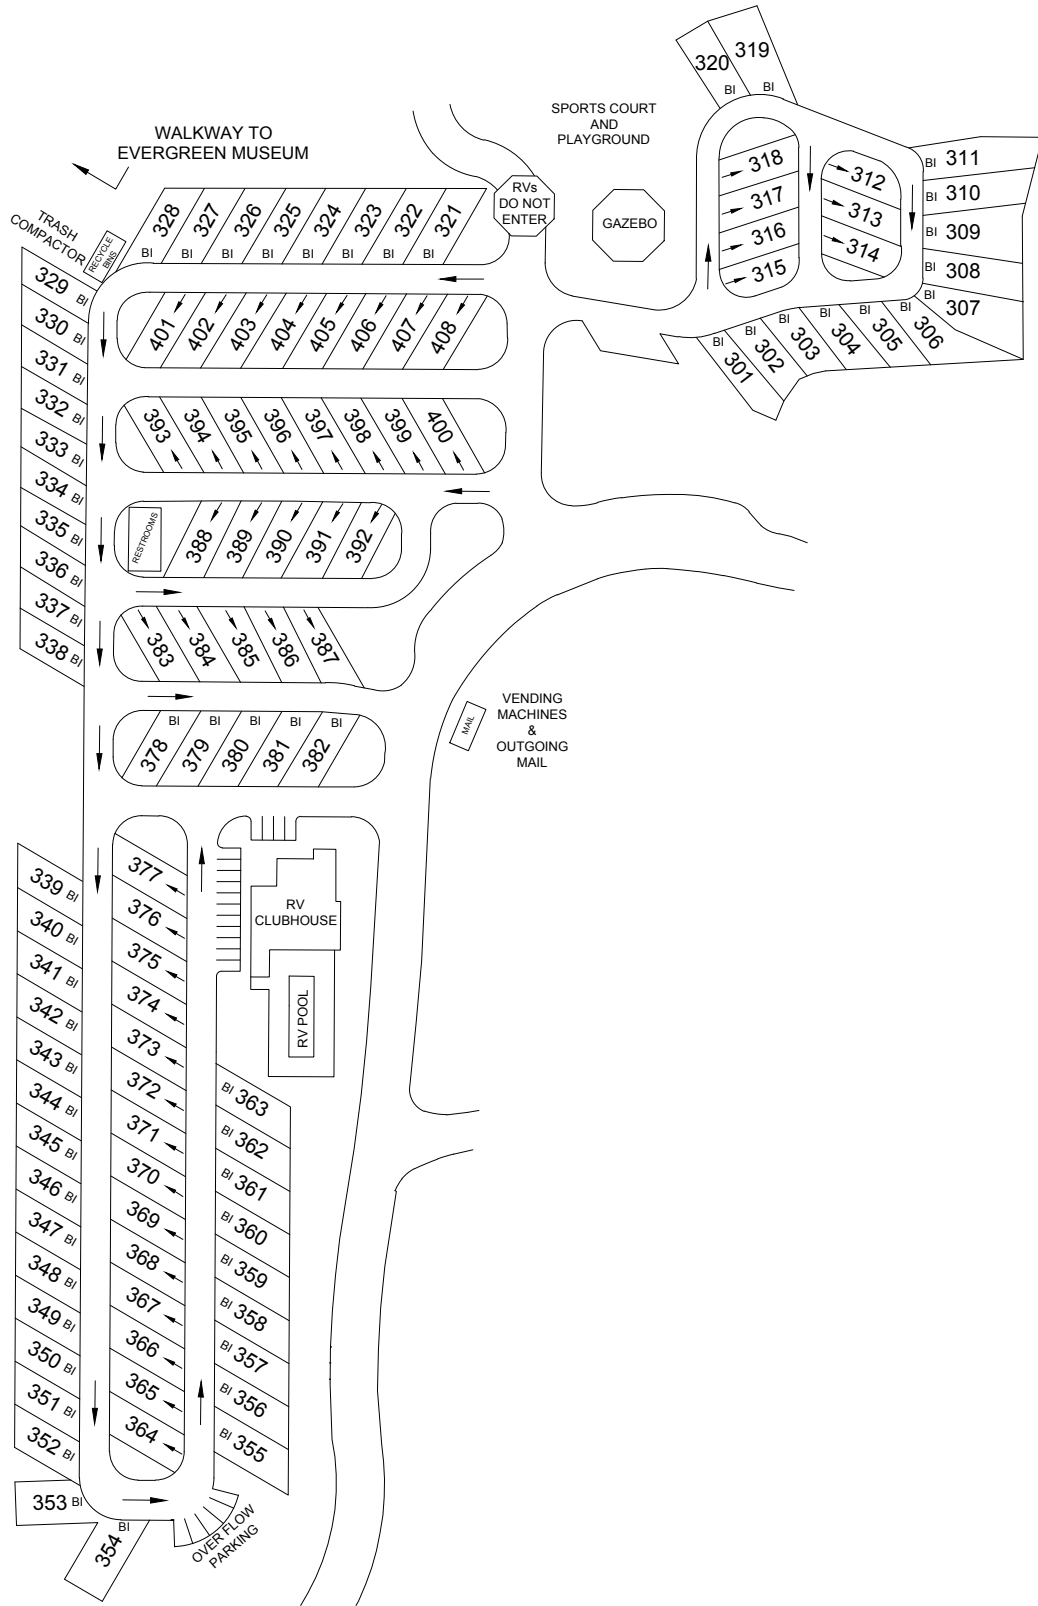 319
320
BI
BI
SPORTS COURT
AND
PLAYGROUND
WALKWAY TO
EVERGREEN MUSEUM
RVs
DO NOT
ENTER
GAZEBO
318
317
316
315
312
313
314
BI 311
310
BI 309
BI 308
BI 307
BI 306
BI 305
BI 304
BI 303
BI 302
BI 301
TRASH
COMPACTOR
RECYCLE
BINS
328
327
326
325
324
323
322
321
BI
BI
BI
BI
BI
BI
BI
BI
329 BI
330 BI
331 BI
332 BI
333 BI
334 BI
335 BI
336 BI
337 BI
338 BI
401
402
403
404
405
406
407
408
393
394
395
396
397
398
399
400
RESTROOMS
388
389
390
391
392
383
384
385
386
387
BI
BI
BI
BI
BI
378
379
380
381
382
MAIL
VENDING
MACHINES
&
OUTGOING
MAIL
RV
CLUBHOUSE
RV POOL
339 BI
340 BI
341 BI
342 BI
343 BI
344 BI
345 BI
346 BI
347 BI
348 BI
349 BI
350 BI
351 BI
352 BI
353 BI
BI
354
377
376
375
374
373
372
371
370
369
368
367
366
365
364
BI 363
BI 362
BI 361
BI 360
BI 359
BI 358
BI 357
BI 356
BI 355
OVER FLOW
PARKING